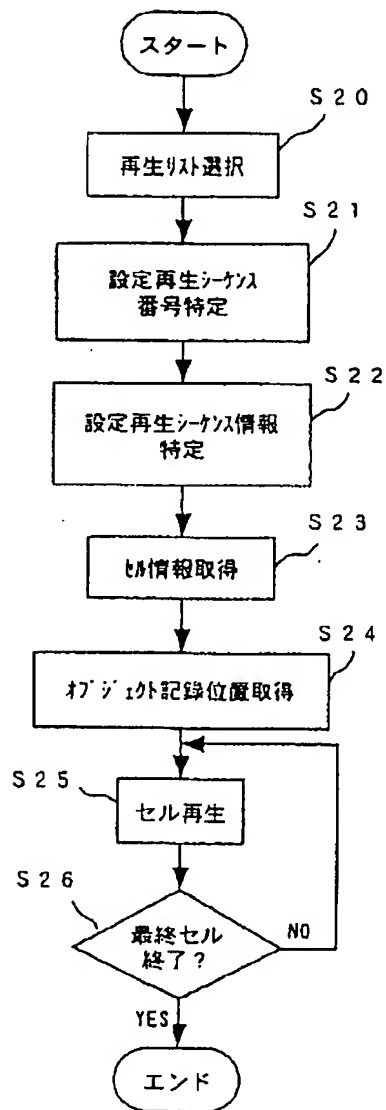 スタート
S20
再生リスト選択
S21
設定再生シーケンス
番号特定
S22
設定再生シーケンス情報
特定
S23
セル情報取得
S24
オブジェクト記録位置取得
S25
セル再生
S26
最終セル
終了?
NO
YES
エンド